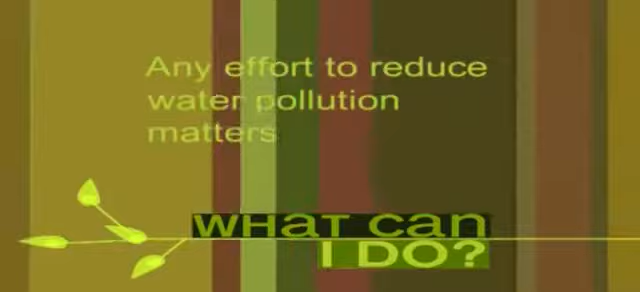 Any effort to reduce
water pollution
matters
WHaT Can
I DO?